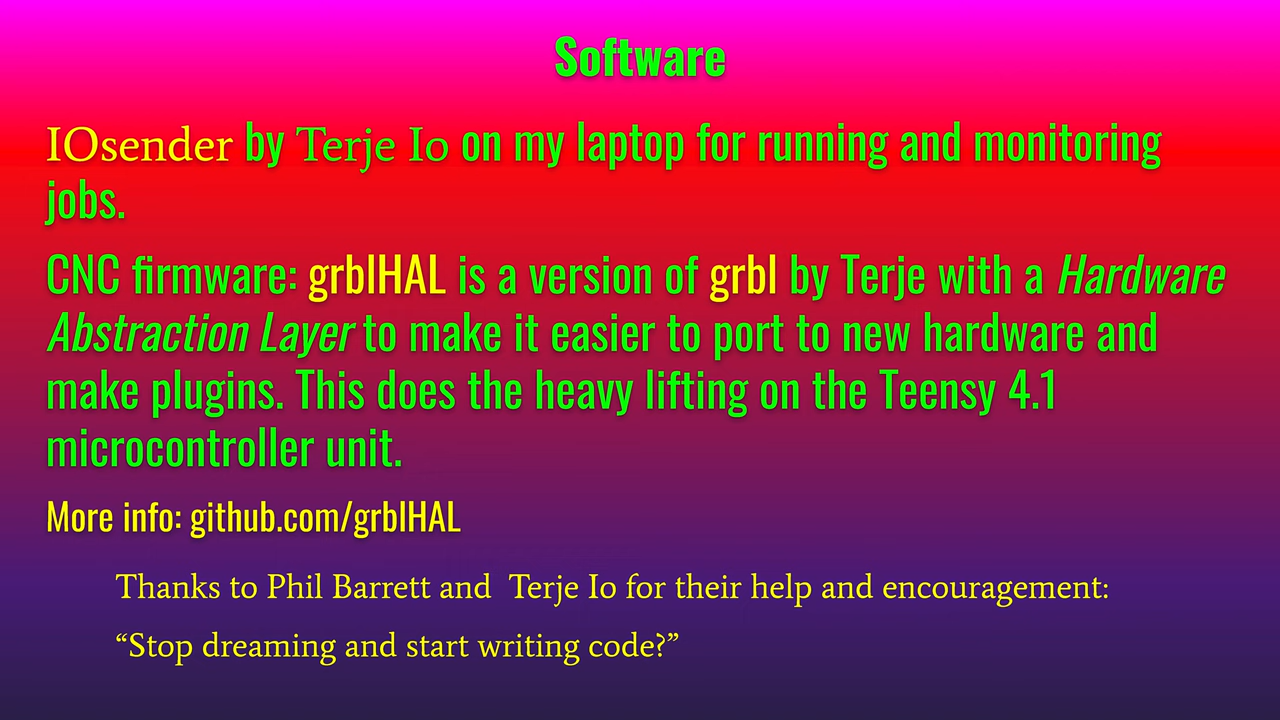 Software
IOsender by Terje Io on my laptop for running and monitoring
jobs.
CNC firmware: grblHAL is a version of grbl by Terje with a Hardware
Abstraction Layer to make it easier to port to new hardware and
make plugins. This does the heavy lifting on the Teensy 4.1
microcontroller unit.
More info: github.com/grblHAL
Thanks to Phil Barrett and  Terje Io for their help and encouragement:
“Stop dreaming and start writing code?”